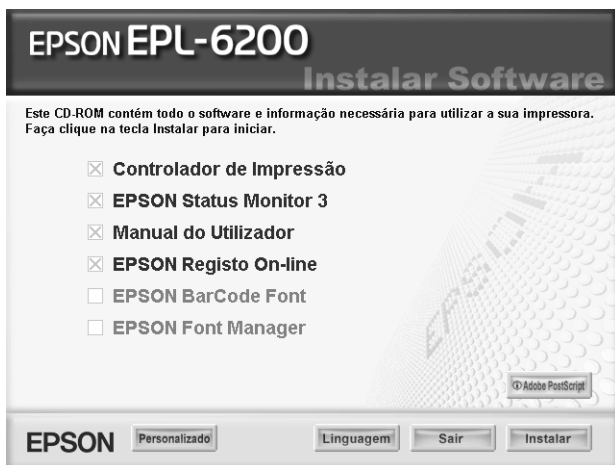 EPSON EPL-6200
Instalar Software
Este CD-ROM contém todo o software e informação necessária para utilizar a sua impressora.
Faça clique na tecla Instalar para iniciar.
Controlador de Impressão
EPSON Status Monitor 3
Manual do Utilizador
EPSON Registo On-line
EPSON BarCode Font
EPSON Font Manager
EPSON
Adobe PostScript
EPSON Personalizado Linguagem Sair Instalar